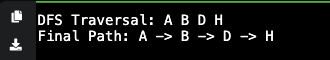 DFS Traversal: A B D H
Final Path: A -> B -> D -> H